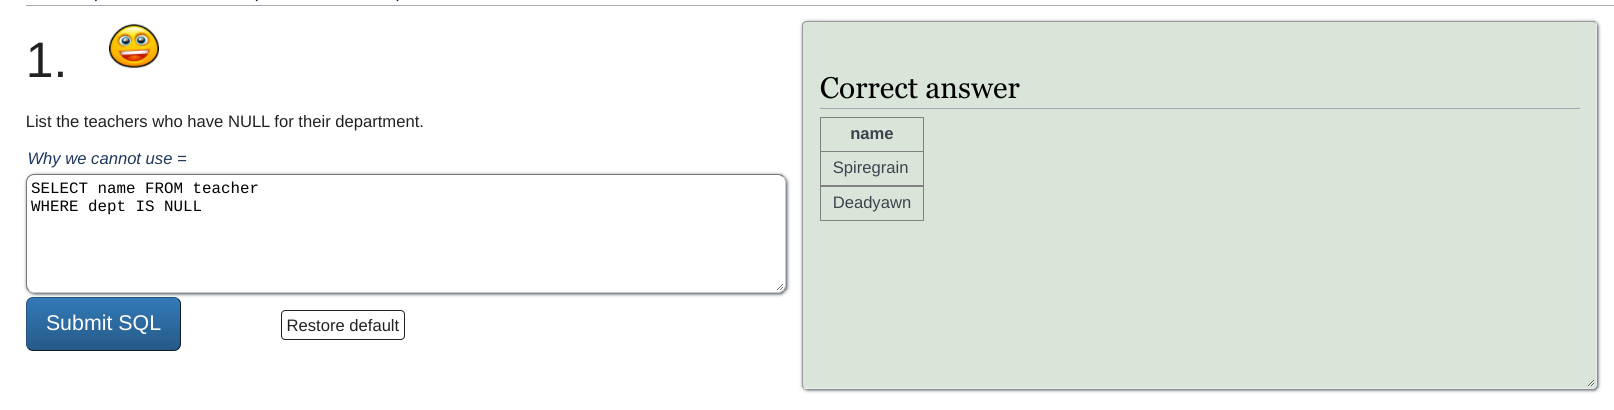 1.
List the teachers who have NULL for their department.
Why we cannot use =
SELECT name FROM teacher
WHERE dept IS NULL
Submit SQL
Restore default
Correct answer
name
Spiregrain
Deadyawn